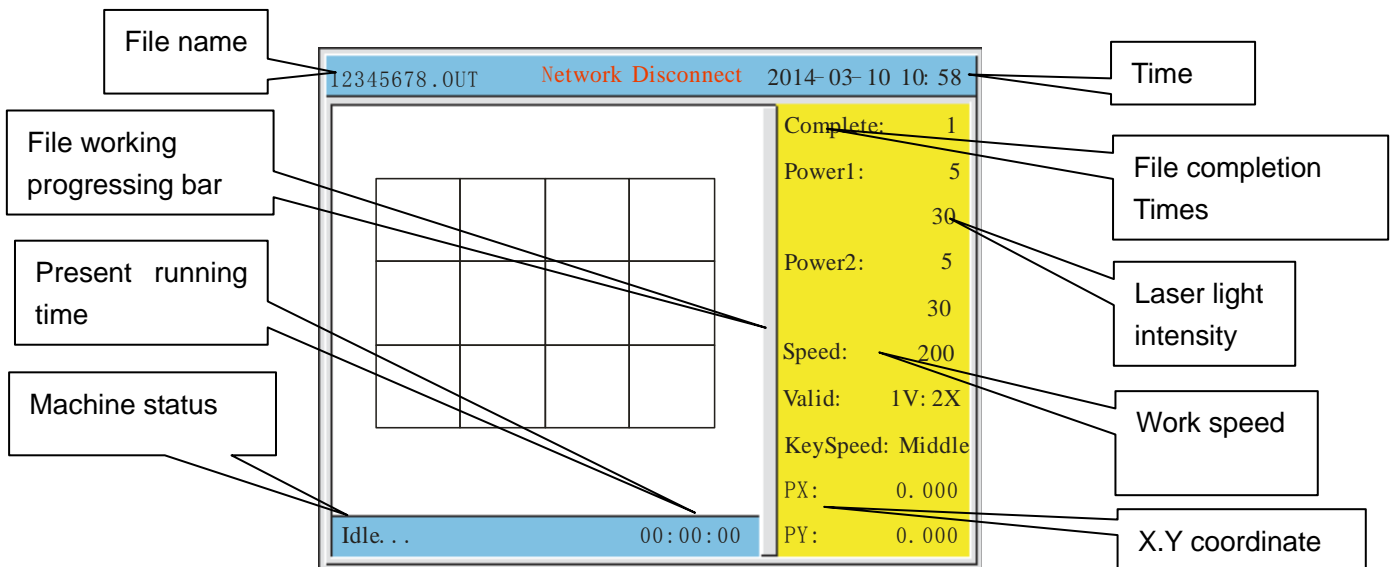 File name
12345678.OUT Network Disconnect 2014-03-10 10: 58
Time
File working
progressing bar
Present running
time
Machine status
Complete: 1
Power1: 5
30
Power2: 5
30
Speed: 200
Valid: 1V: 2X
KeySpeed: Middle
PX: 0.000
PY: 0.000
Idle... 00:00:00
File completion
Times
Laser light
intensity
Work speed
X.Y coordinate